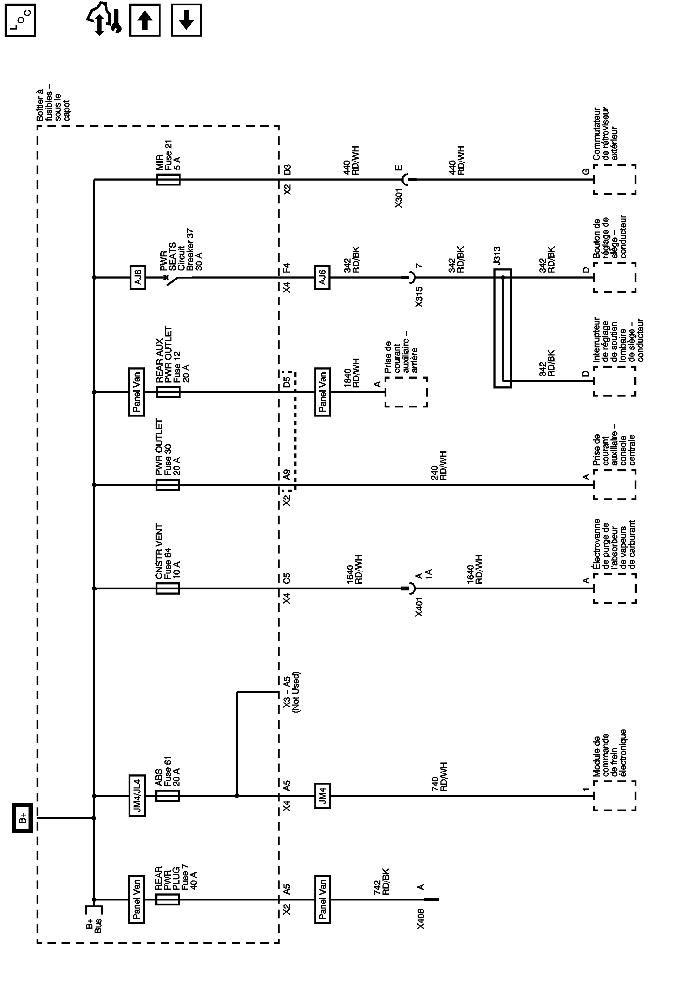 LOC
Boîtier à
fusibles –
sous le
capot
B+
B+
Bus
MIR
Fuse 21
5 A
D3
X2
440
RD/WH
E
X301
440
RD/WH
G
Commutateur
de rétroviseur
extérieur
AJ8
PWR
SEATS
Circuit
Breaker 37
30 A
F4
X4
AJ6
342
RD/BK
7
X315
342
RD/BK
J313
342
RD/BK
D
Bouton de
réglage de
siège –
conducteur
342
RD/BK
D
Interrupteur
de réglage
de soutien
lombaire
de siège –
conducteur
Panel Van
REAR AUX
PWR OUTLET
Fuse 12
20 A
D5
Panel Van
1840
RD/WH
A
Prise de
courant
auxiliaire –
arrière
PWR OUTLET
Fuse 30
20 A
A9
X2
240
RD/WH
A
Prise de
courant
auxiliaire –
console
centrale
CNSTR VENT
Fuse 64
10 A
C5
X4
1640
RD/WH
A
1A
X401
1640
RD/WH
A
Électrovanne
de purge de
l'absorbeur
de vapeurs
de carburant
X3 – A5
(Not Used)
JM4/JL4
ABS
Fuse 61
20 A
A5
X4
JM4
740
RD/WH
1
Module de
commande
de frein
électronique
Panel Van
REAR
PWR
PLUG
Fuse 7
40 A
A5
X2
Panel Van
742
RD/BK
A
X408